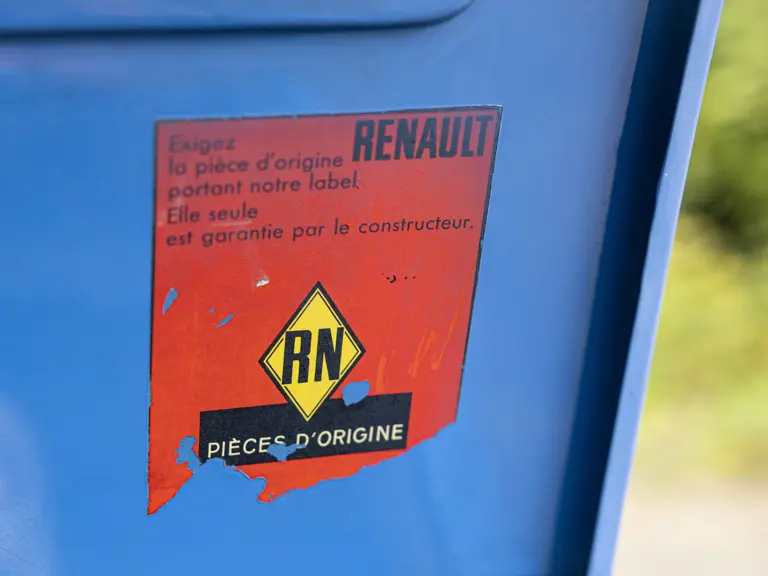 Exigez
la pièce d'origine RENAULT
portant notre label.
Elle seule
est garantie par le constructeur.
RN
PIÈCES D'ORIGINE